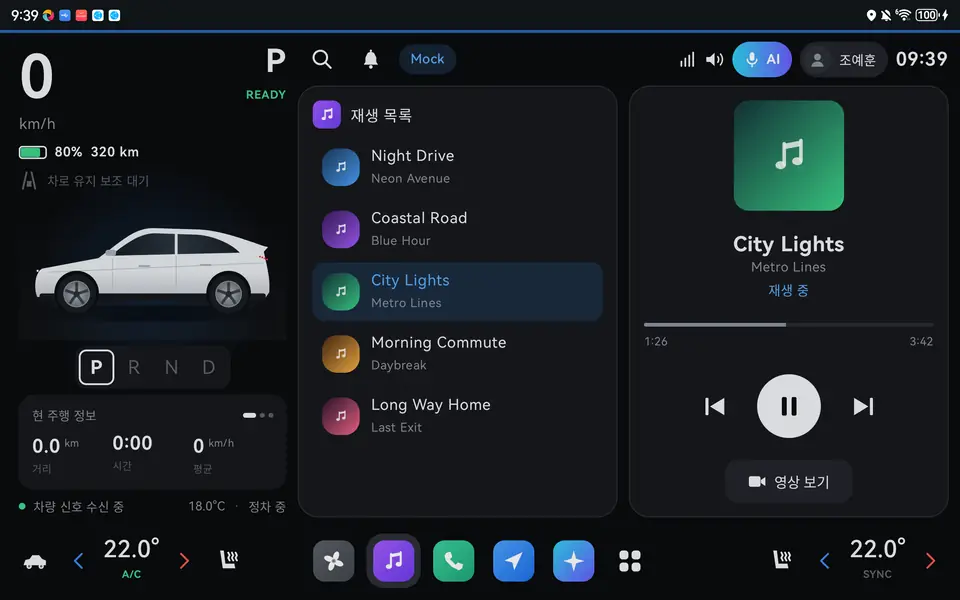 9:39
100
0
km/h
P
READY
80% 320 km
차로 유지 보조 대기
P R N D
현 주행 정보
0.0 km
거리
0:00
시간
0 km/h
평균
차량 신호 수신 중
18.0°C · 정차 중
Mock
AI
조예훈
09:39
재생 목록
Night Drive
Neon Avenue
Coastal Road
Blue Hour
City Lights
Metro Lines
Morning Commute
Daybreak
Long Way Home
Last Exit
City Lights
Metro Lines
재생 중
1:26
3:42
영상 보기
22.0°
A/C
22.0°
SYNC